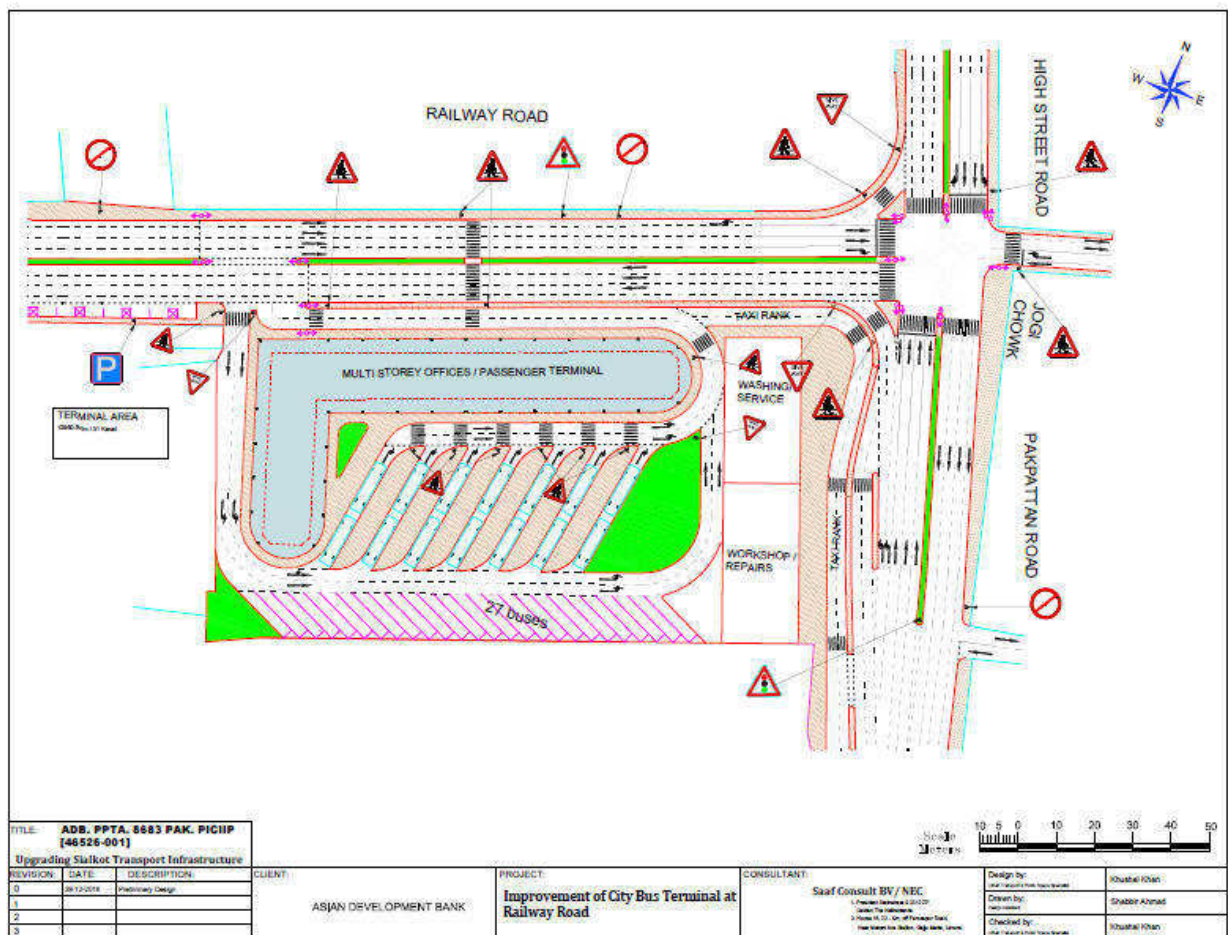 N
W
E
S
HIGH STREET ROAD
RAILWAY ROAD
JOGI
CHOWK
TAXI RANK
MULTI STOREY OFFICES / PASSENGER TERMINAL
WASHING/
SERVICE
P
TERMINAL AREA
PAKPATTAN ROAD
TAXI RANK
WORKSHOP /
REPAIRS
27 buses
Scale
Meters
10 5 0 10 20 30 40 50
TITLE: ADB. PPTA. 8683 PAK. PICIIP
[46526-001]
Upgrading Sialkot Transport Infrastructure
REVISION: DATE: DESCRIPTION:
0 Preliminary Design
1
2
3
CLIENT:
ASIAN DEVELOPMENT BANK
PROJECT:
Improvement of City Bus Terminal at
Railway Road
CONSULTANT:
Saaf Consult BV / NEC
Design by: Khushal Khan
Drawn by: Shabbir Ahmad
Checked by: Khushal Khan